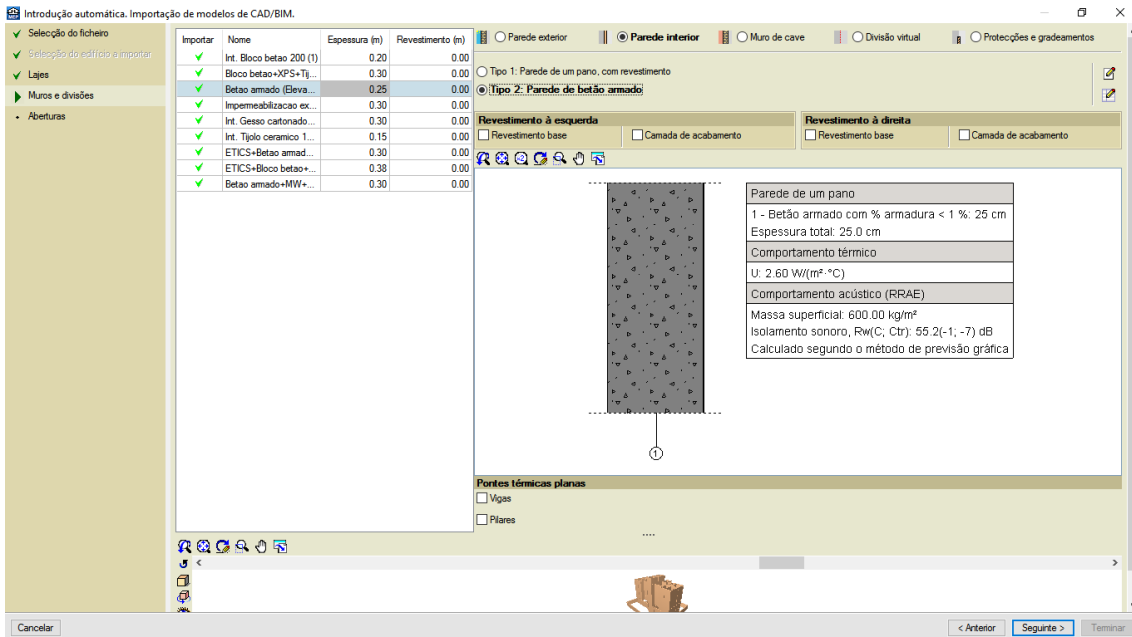 Introdução automática. Importação de modelos de CAD/BIM.
Selecção do ficheiro
Selecção do edifício a importar
Lajes
Muros e divisões
Aberturas
Importar Nome Espessura (m) Revestimento (m)
Int. Bloco betao 200 (1) 0.20 0.00
Bloco betao+XPS+Tij... 0.30 0.00
Betao armado (Eleva... 0.25 0.00
Impermeabilizacao ex... 0.30 0.00
Int. Gesso cartonado... 0.30 0.00
Int. Tijolo ceramico 1... 0.15 0.00
ETICS+Betao armad... 0.30 0.00
ETICS+Bloco betao+... 0.38 0.00
Betao armado+MW+... 0.30 0.00
Parede exterior Parede interior Muro de cave Divisão virtual Protecções e gradeamentos
Tipo 1: Parede de um pano, com revestimento
Tipo 2: Parede de betão armado
Revestimento à esquerda Revestimento à direita
Revestimento base Camada de acabamento Revestimento base Camada de acabamento
Parede de um pano
1 - Betão armado com % armadura < 1 %: 25 cm
Espessura total: 25.0 cm
Comportamento térmico
U: 2.60 W/(m²·°C)
Comportamento acústico (RRAE)
Massa superficial: 600.00 kg/m²
Isolamento sonoro, Rw(C; Ctr): 55.2(-1; -7) dB
Calculado segundo o método de previsão gráfica
1
Pontes térmicas planas
Vigas
Pilares
Cancelar < Anterior Seguinte > Terminar